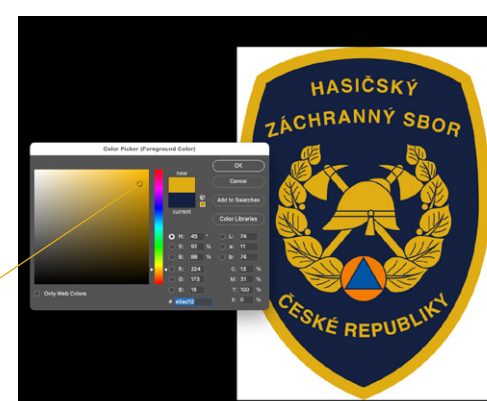 HASIČSKÝ
ZÁCHRANNÝ SBOR
ČESKÉ REPUBLIKY
Color Picker (Foreground Color)
new
current
OK
Cancel
Add to Swatches
Color Libraries
H: 45 °
S: 92 %
B: 88 %
R: 224
G: 173
B: 18
L: 74
a: 11
b: 74
C: 13 %
M: 31 %
Y: 100 %
K: 0 %
Only Web Colors
# e0ad12